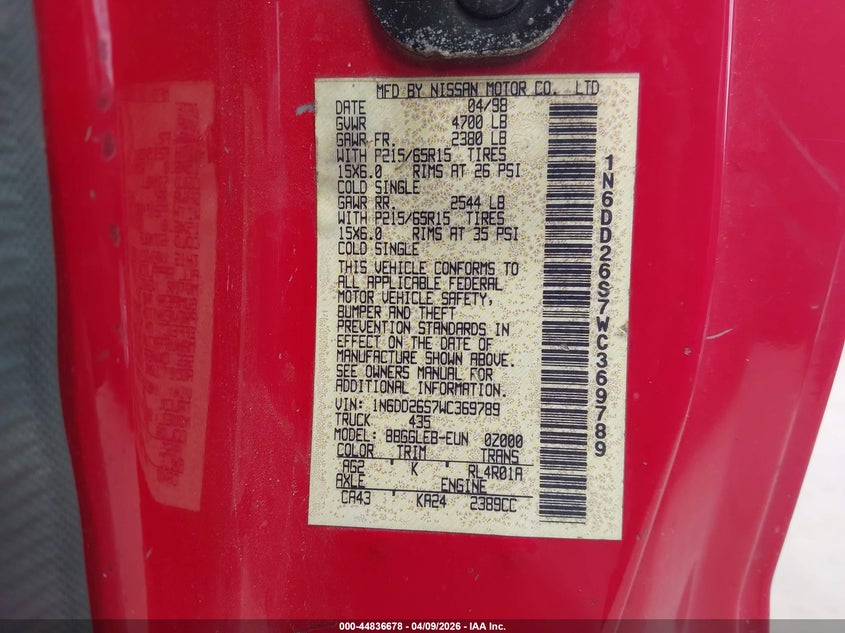 MFD BY NISSAN MOTOR CO. LTD
DATE 04/98
GVWR 4700 LB
GAWR FR. 2380 LB
WITH P215/65R15 TIRES
15X6.0 RIMS AT 26 PSI
COLD SINGLE
GAWR RR. 2544 LB
WITH P215/65R15 TIRES
15X6.0 RIMS AT 35 PSI
COLD SINGLE
THIS VEHICLE CONFORMS TO
ALL APPLICABLE FEDERAL
MOTOR VEHICLE SAFETY,
BUMPER AND THEFT
PREVENTION STANDARDS IN
EFFECT ON THE DATE OF
MANUFACTURE SHOWN ABOVE.
SEE OWNERS MANUAL FOR
ADDITIONAL INFORMATION.
VIN: 1N6DD26S7WC369789
TRUCK 435
MODEL: BBGSLEB-EUN 0Z000
COLOR TRIM TRANS
AG2 K RL4R01A
AXLE ENGINE
CA43 KA24 2389CC
1N6DD26S7WC369789
000-44836678 | 04/09/2026 - IAA Inc.